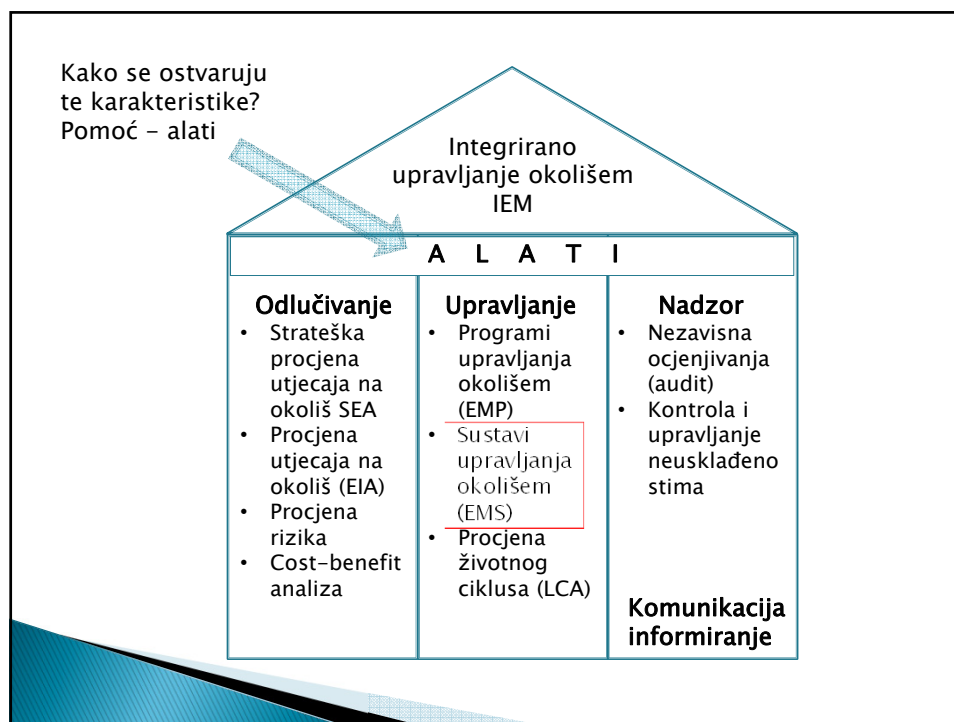 Kako se ostvaruju
te karakteristike?
Pomoć – alati
Integrirano
upravljanje okolišem
IEM
A L A T I
Odlučivanje
• Strateška
procjena
utjecaja na
okoliš SEA
• Procjena
utjecaja na
okoliš (EIA)
• Procjena
rizika
• Cost-benefit
analiza
Upravljanje
• Programi
upravljanja
okolišem
(EMP)
• Sustavi
upravljanja
okolišem
(EMS)
• Procjena
životnog
ciklusa (LCA)
Nadzor
• Nezavisna
ocjenjivanja
(audit)
• Kontrola i
upravljanje
neusklađeno
stima
Komunikacija
informiranje